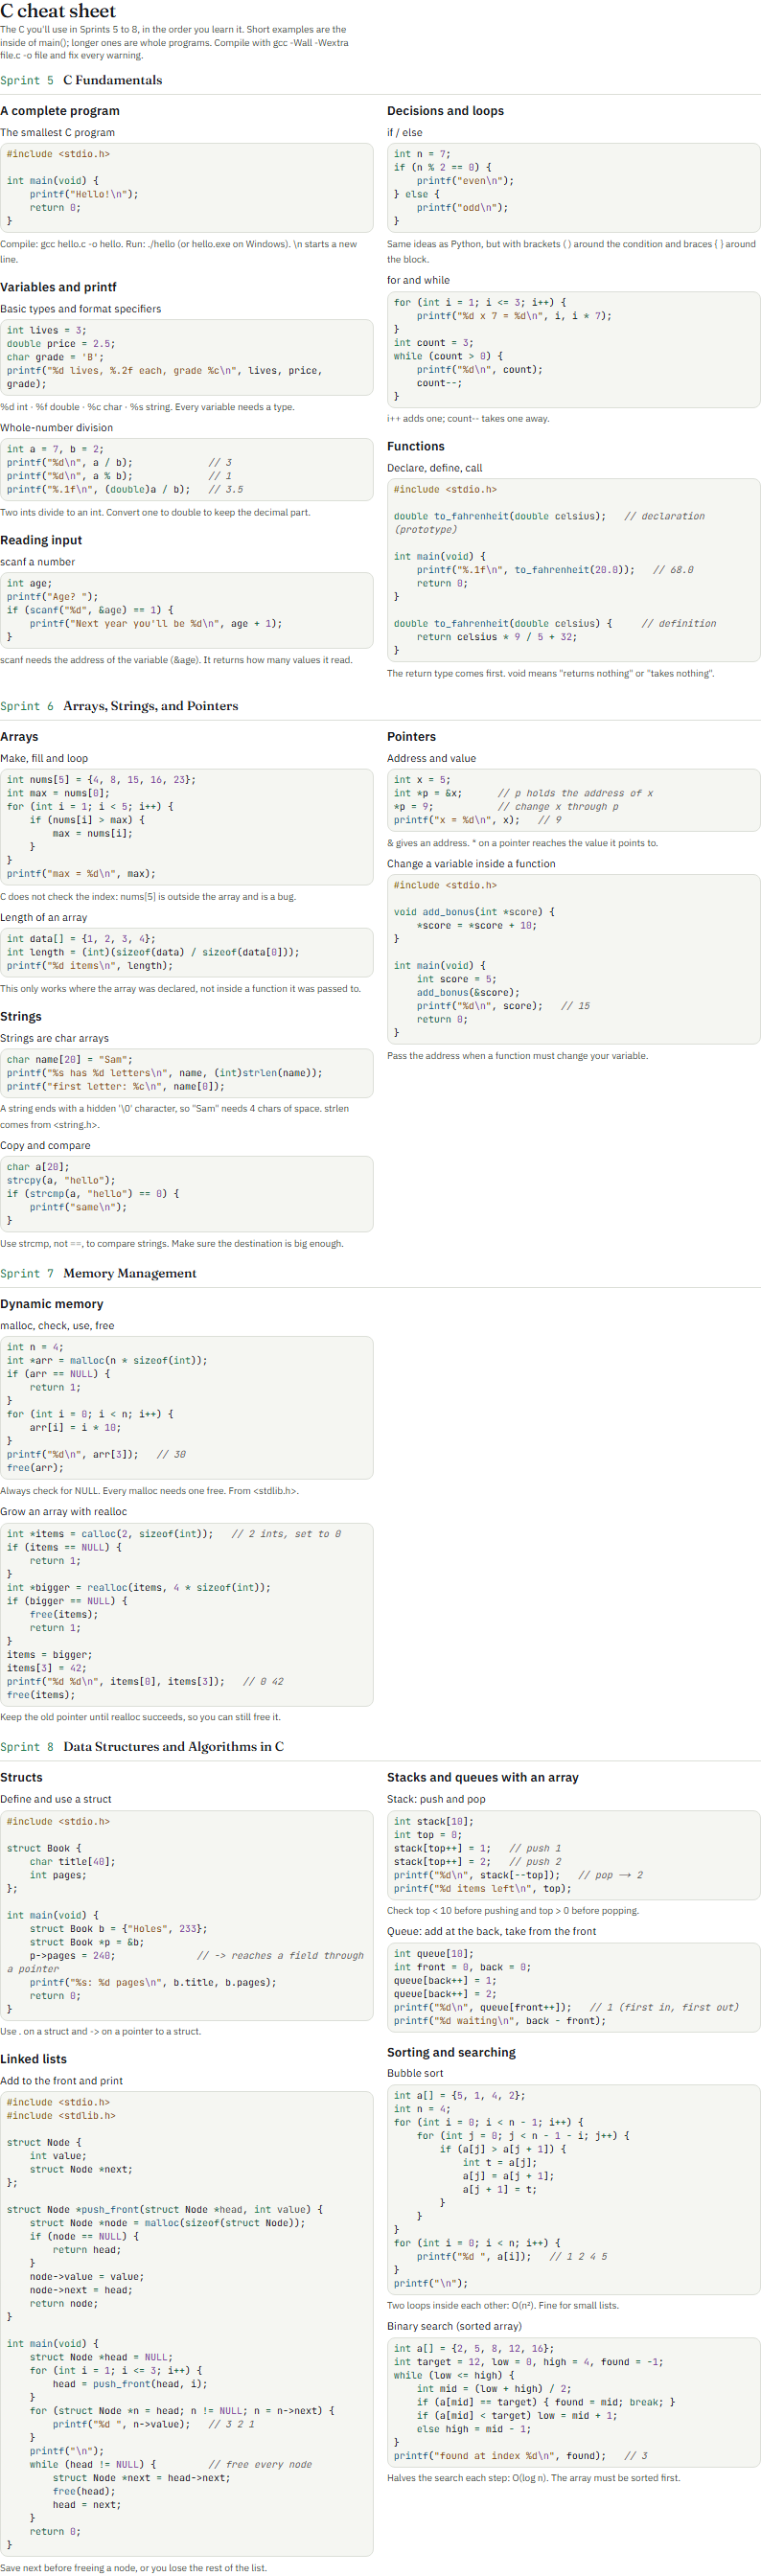 C cheat sheet
The C you'll use in Sprints 5 to 8, in the order you learn it. Short examples are the
inside of main(); longer ones are whole programs. Compile with gcc -Wall -Wextra
file.c -o file and fix every warning.
Sprint 5 C Fundamentals
A complete program
The smallest C program
#include <stdio.h>

int main(void) {
    printf("Hello!\n");
    return 0;
}
Compile: gcc hello.c -o hello. Run: ./hello (or hello.exe on Windows). \n starts a new
line.
Variables and printf
Basic types and format specifiers
int lives = 3;
double price = 2.5;
char grade = 'B';
printf("%d lives, %.2f each, grade %c\n", lives, price,
grade);
%d int · %f double · %c char · %s string. Every variable needs a type.
Whole-number division
int a = 7, b = 2;
printf("%d\n", a / b);             // 3
printf("%d\n", a % b);             // 1
printf("%.1f\n", (double)a / b);   // 3.5
Two ints divide to an int. Convert one to double to keep the decimal part.
Reading input
scanf a number
int age;
printf("Age? ");
if (scanf("%d", &age) == 1) {
    printf("Next year you'll be %d\n", age + 1);
}
scanf needs the address of the variable (&age). It returns how many values it read.
Decisions and loops
if / else
int n = 7;
if (n % 2 == 0) {
    printf("even\n");
} else {
    printf("odd\n");
}
Same ideas as Python, but with brackets ( ) around the condition and braces { } around
the block.
for and while
for (int i = 1; i <= 3; i++) {
    printf("%d x 7 = %d\n", i, i * 7);
}
int count = 3;
while (count > 0) {
    printf("%d\n", count);
    count--;
}
i++ adds one; count-- takes one away.
Functions
Declare, define, call
#include <stdio.h>

double to_fahrenheit(double celsius);   // declaration
(prototype)

int main(void) {
    printf("%.1f\n", to_fahrenheit(20.0));   // 68.0
    return 0;
}

double to_fahrenheit(double celsius) {     // definition
    return celsius * 9 / 5 + 32;
}
The return type comes first. void means "returns nothing" or "takes nothing".
Sprint 6 Arrays, Strings, and Pointers
Arrays
Make, fill and loop
int nums[5] = {4, 8, 15, 16, 23};
int max = nums[0];
for (int i = 1; i < 5; i++) {
    if (nums[i] > max) {
        max = nums[i];
    }
}
printf("max = %d\n", max);
C does not check the index: nums[5] is outside the array and is a bug.
Length of an array
int data[] = {1, 2, 3, 4};
int length = (int)(sizeof(data) / sizeof(data[0]));
printf("%d items\n", length);
This only works where the array was declared, not inside a function it was passed to.
Strings
Strings are char arrays
char name[20] = "Sam";
printf("%s has %d letters\n", name, (int)strlen(name));
printf("first letter: %c\n", name[0]);
A string ends with a hidden '\0' character, so "Sam" needs 4 chars of space. strlen
comes from <string.h>.
Copy and compare
char a[20];
strcpy(a, "hello");
if (strcmp(a, "hello") == 0) {
    printf("same\n");
}
Use strcmp, not ==, to compare strings. Make sure the destination is big enough.
Pointers
Address and value
int x = 5;
int *p = &x;      // p holds the address of x
*p = 9;           // change x through p
printf("x = %d\n", x);   // 9
& gives an address. * on a pointer reaches the value it points to.
Change a variable inside a function
#include <stdio.h>

void add_bonus(int *score) {
    *score = *score + 10;
}

int main(void) {
    int score = 5;
    add_bonus(&score);
    printf("%d\n", score);   // 15
    return 0;
}
Pass the address when a function must change your variable.
Sprint 7 Memory Management
Dynamic memory
malloc, check, use, free
int n = 4;
int *arr = malloc(n * sizeof(int));
if (arr == NULL) {
    return 1;
}
for (int i = 0; i < n; i++) {
    arr[i] = i * 10;
}
printf("%d\n", arr[3]);   // 30
free(arr);
Always check for NULL. Every malloc needs one free. From <stdlib.h>.
Grow an array with realloc
int *items = calloc(2, sizeof(int));   // 2 ints, set to 0
if (items == NULL) {
    return 1;
}
int *bigger = realloc(items, 4 * sizeof(int));
if (bigger == NULL) {
    free(items);
    return 1;
}
items = bigger;
items[3] = 42;
printf("%d %d\n", items[0], items[3]);   // 0 42
free(items);
Keep the old pointer until realloc succeeds, so you can still free it.
Sprint 8 Data Structures and Algorithms in C
Structs
Define and use a struct
#include <stdio.h>

struct Book {
    char title[40];
    int pages;
};

int main(void) {
    struct Book b = {"Holes", 233};
    struct Book *p = &b;
    p->pages = 240;              // -> reaches a field through
a pointer
    printf("%s: %d pages\n", b.title, b.pages);
    return 0;
}
Use . on a struct and -> on a pointer to a struct.
Linked lists
Add to the front and print
#include <stdio.h>
#include <stdlib.h>

struct Node {
    int value;
    struct Node *next;
};

struct Node *push_front(struct Node *head, int value) {
    struct Node *node = malloc(sizeof(struct Node));
    if (node == NULL) {
        return head;
    }
    node->value = value;
    node->next = head;
    return node;
}

int main(void) {
    struct Node *head = NULL;
    for (int i = 1; i <= 3; i++) {
        head = push_front(head, i);
    }
    for (struct Node *n = head; n != NULL; n = n->next) {
        printf("%d ", n->value);   // 3 2 1
    }
    printf("\n");
    while (head != NULL) {         // free every node
        struct Node *next = head->next;
        free(head);
        head = next;
    }
    return 0;
}
Save next before freeing a node, or you lose the rest of the list.
Stacks and queues with an array
Stack: push and pop
int stack[10];
int top = 0;
stack[top++] = 1;   // push 1
stack[top++] = 2;   // push 2
printf("%d\n", stack[--top]);   // pop ⟶ 2
printf("%d items left\n", top);
Check top < 10 before pushing and top > 0 before popping.
Queue: add at the back, take from the front
int queue[10];
int front = 0, back = 0;
queue[back++] = 1;
queue[back++] = 2;
printf("%d\n", queue[front++]);   // 1 (first in, first out)
printf("%d waiting\n", back - front);
Sorting and searching
Bubble sort
int a[] = {5, 1, 4, 2};
int n = 4;
for (int i = 0; i < n - 1; i++) {
    for (int j = 0; j < n - 1 - i; j++) {
        if (a[j] > a[j + 1]) {
            int t = a[j];
            a[j] = a[j + 1];
            a[j + 1] = t;
        }
    }
}
for (int i = 0; i < n; i++) {
    printf("%d ", a[i]);   // 1 2 4 5
}
printf("\n");
Two loops inside each other: O(n²). Fine for small lists.
Binary search (sorted array)
int a[] = {2, 5, 8, 12, 16};
int target = 12, low = 0, high = 4, found = -1;
while (low <= high) {
    int mid = (low + high) / 2;
    if (a[mid] == target) { found = mid; break; }
    if (a[mid] < target) low = mid + 1;
    else high = mid - 1;
}
printf("found at index %d\n", found);   // 3
Halves the search each step: O(log n). The array must be sorted first.